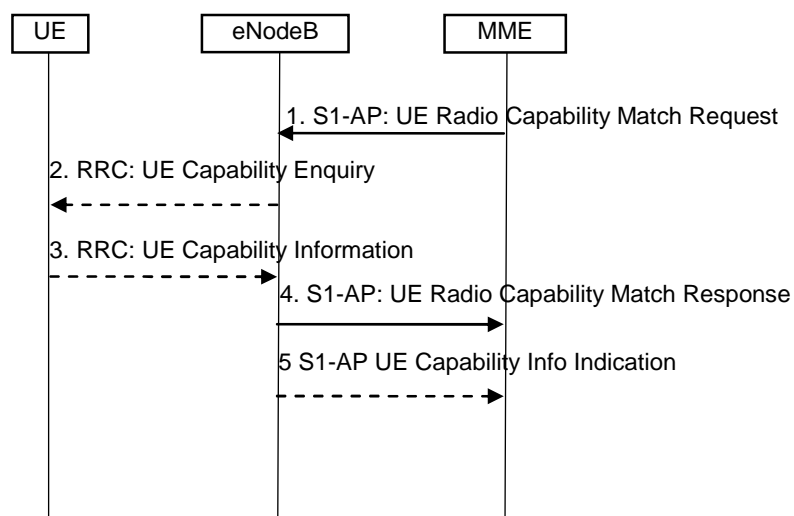 UE
eNodeB
MME
1. S1-AP: UE Radio Capability Match Request
2. RRC: UE Capability Enquiry
3. RRC: UE Capability Information
4. S1-AP: UE Radio Capability Match Response
5 S1-AP UE Capability Info Indication